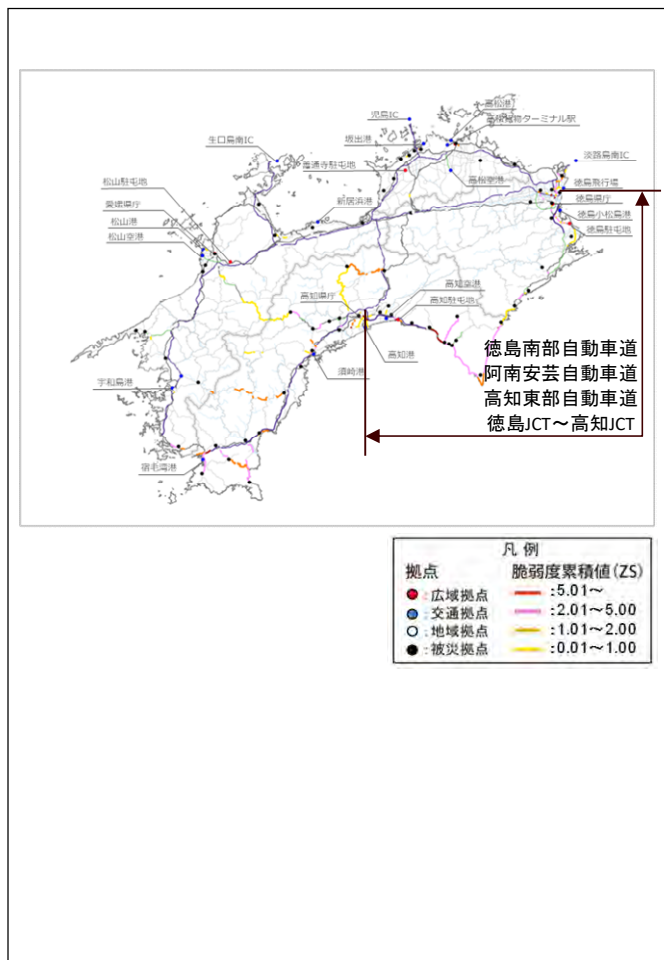 児島IC
高松港
高松貨物ターミナル駅
坂出港
生口島南IC
善通寺駐屯地
淡路島南IC
松山駐屯地
高松空港
徳島飛行場
愛媛県庁
新居浜港
徳島県庁
松山港
徳島小松島港
松山空港
徳島駐屯地
高知県庁
高知空港
高知駐屯地
高知港
須崎港
宇和島港
宿毛湾港
徳島南部自動車道
阿南安芸自動車道
高知東部自動車道
徳島JCT～高知JCT
凡例
拠点 脆弱度累積値(ZS)
:広域拠点 :5.01～
:交通拠点 :2.01～5.00
:地域拠点 :1.01～2.00
:被災拠点 :0.01～1.00